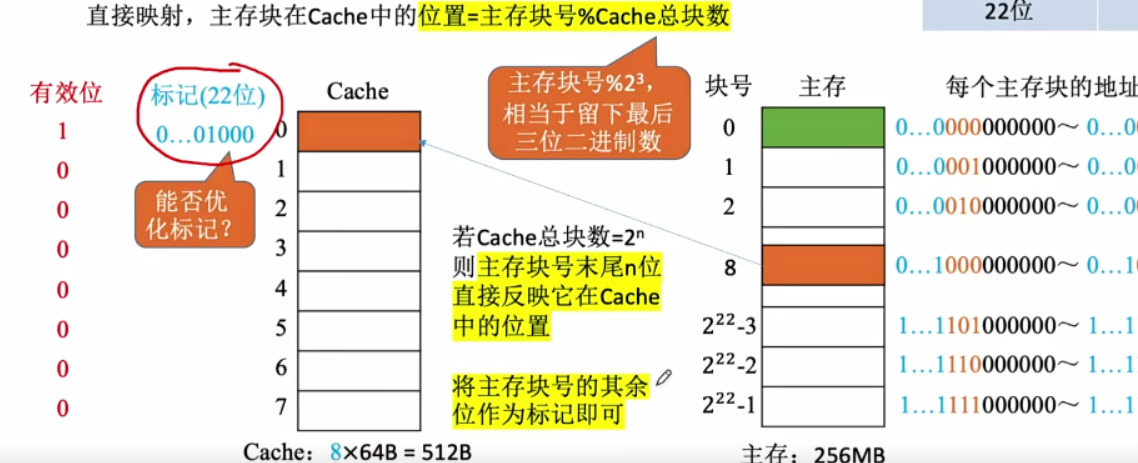 直接映射，主存块在Cache中的位置=主存块号%Cache总块数
22位
有效位
标记(22位)
Cache
主存块号%2³，
相当于留下最后
三位二进制数
块号
主存
每个主存块的地址
1
0…01000
0
0
1
0
2
0
3
0
4
0
5
0
6
0
7
能否优
化标记？
若Cache总块数=2ⁿ
则主存块号末尾n位
直接反映它在Cache
中的位置
将主存块号的其余
位作为标记即可
0
0…0000000000～ 0…0
1
0…0001000000～ 0…0
2
0…0010000000～ 0…0
8
0…1000000000～ 0…1
2²²-3
1…1101000000～ 1…1
2²²-2
1…1110000000～ 1…1
2²²-1
1…1111000000～ 1…1
Cache：8×64B = 512B
主存：256MB